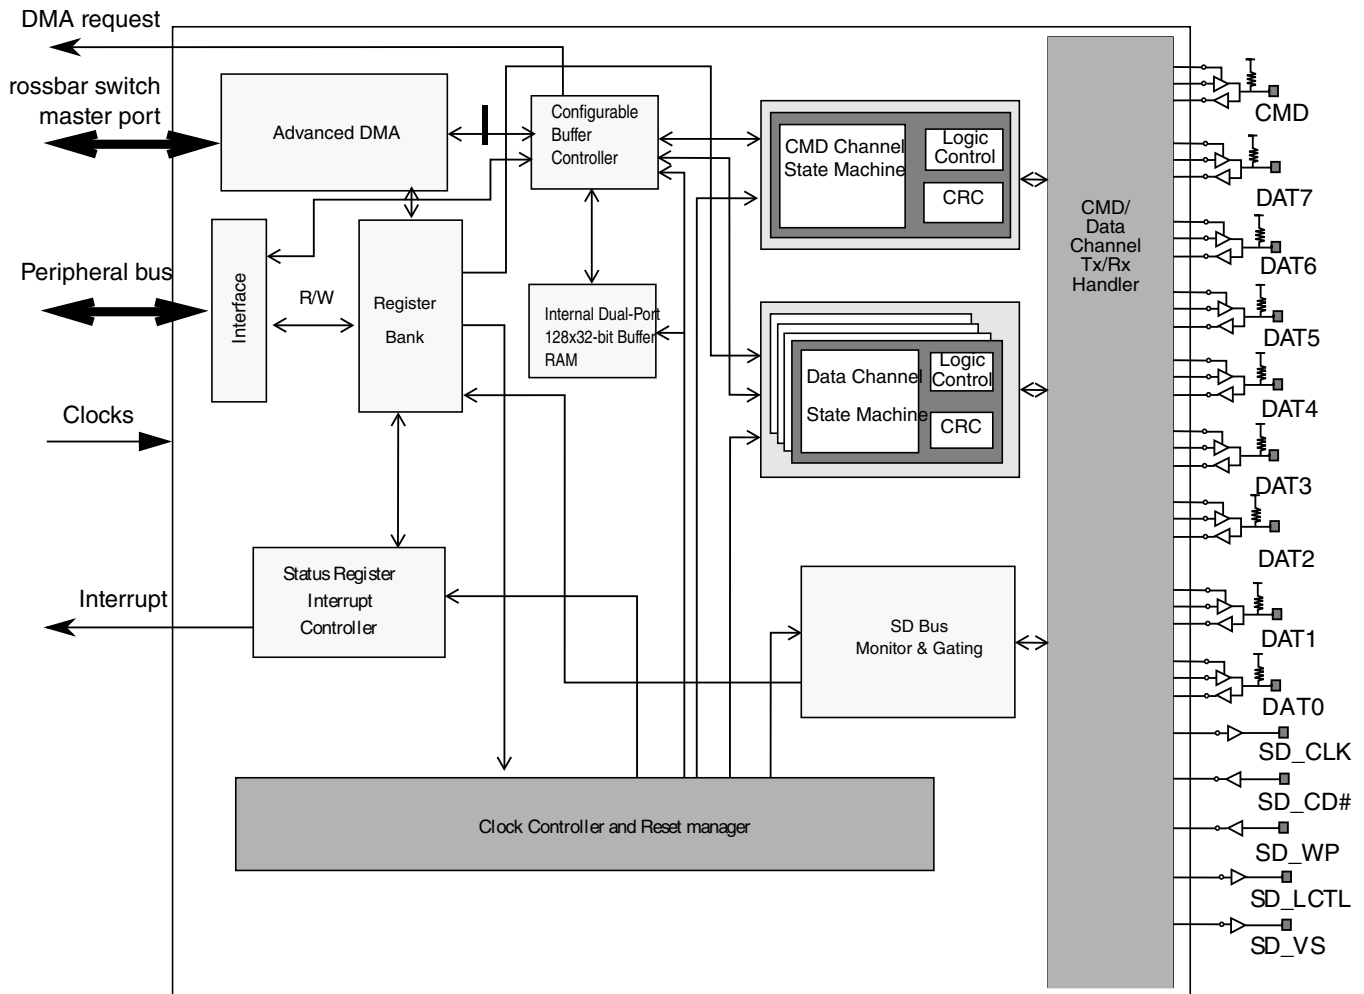 DMA request
rossbar switch
master port
Advanced DMA
Configurable
Buffer
Controller
CMD Channel
State Machine
Logic
Control
CRC
CMD/
Data
Channel
Tx/Rx
Handler
Peripheral bus
Interface
R/W
Register
Bank
Internal Dual-Port
128x32-bit Buffer
RAM
Data Channel
State Machine
Logic
Control
CRC
Clocks
Interrupt
Status Register
Interrupt
Controller
SD Bus
Monitor & Gating
Clock Controller and Reset manager
CMD
DAT7
DAT6
DAT5
DAT4
DAT3
DAT2
DAT1
DAT0
SD_CLK
SD_CD#
SD_WP
SD_LCTL
SD_VS